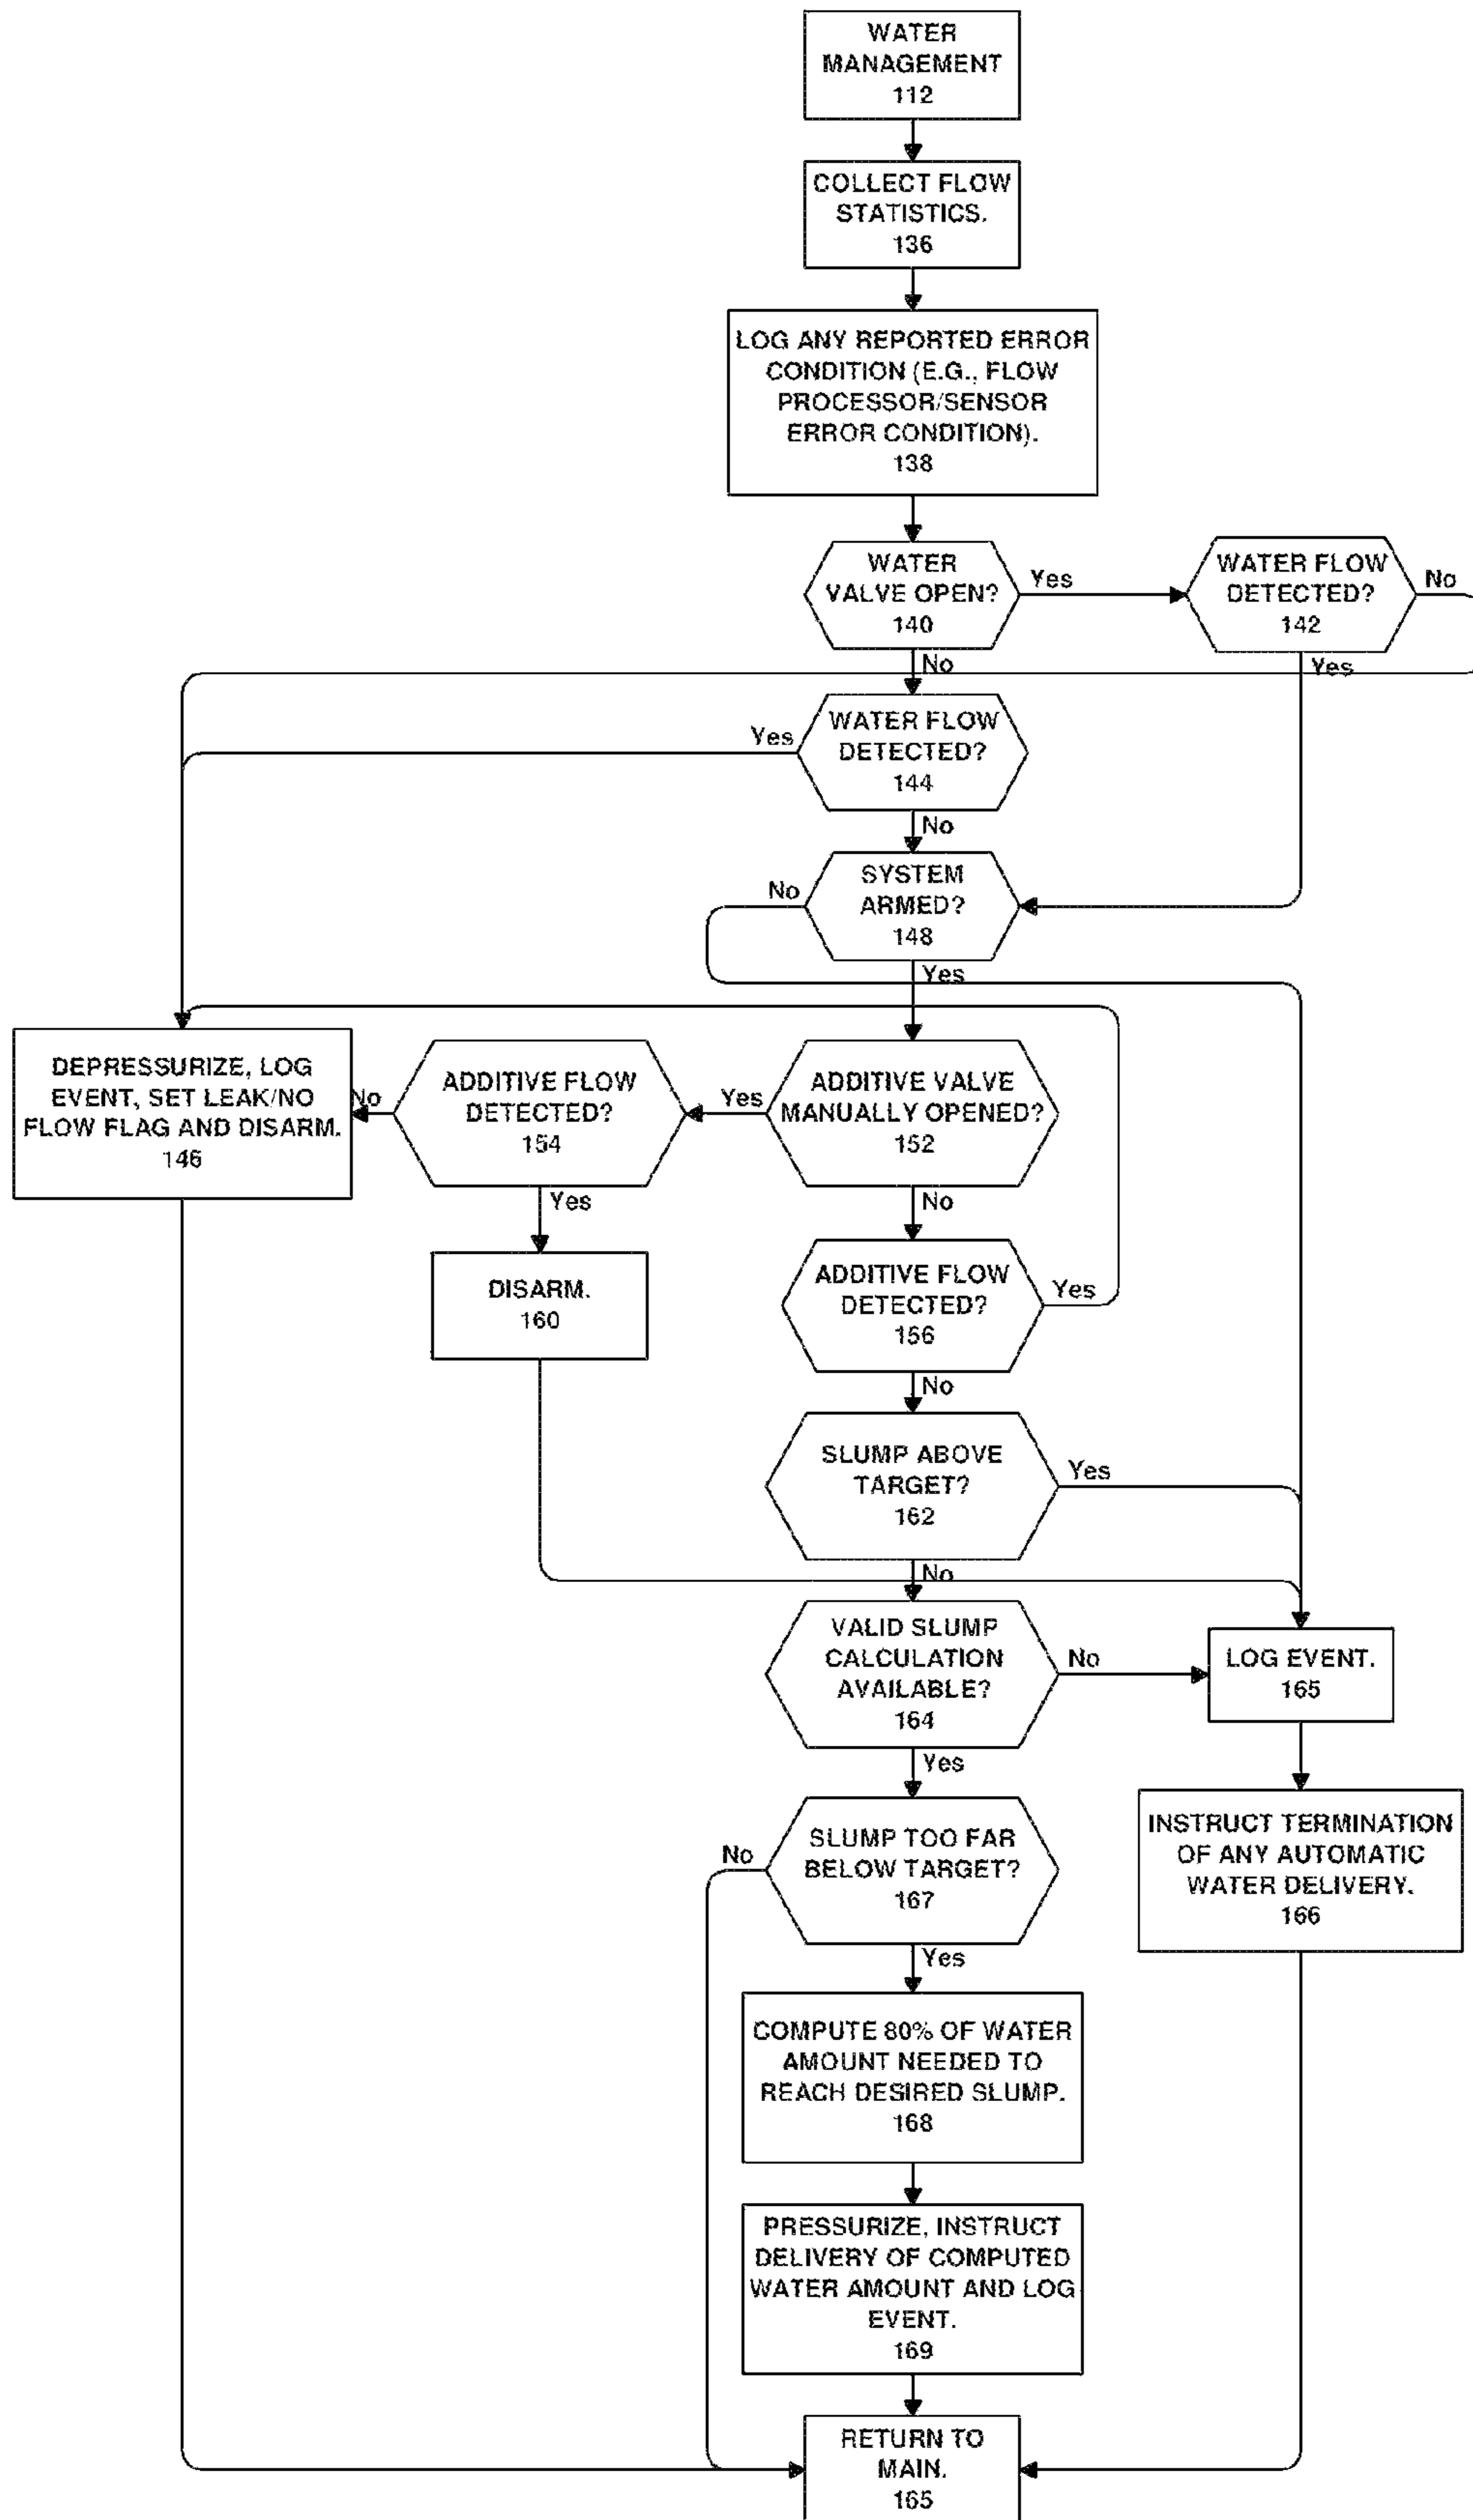 WATER
MANAGEMENT
112
COLLECT FLOW
STATISTICS.
136
LOG ANY REPORTED ERROR
CONDITION (E.G., FLOW
PROCESSOR/SENSOR
ERROR CONDITION).
138
WATER
VALVE OPEN?
140
Yes
WATER FLOW
DETECTED?
142
No
No
Yes
WATER FLOW
DETECTED?
144
Yes
No
SYSTEM
ARMED?
148
No
Yes
DEPRESSURIZE, LOG
EVENT, SET LEAK/NO
FLOW FLAG AND DISARM.
146
No
ADDITIVE FLOW
DETECTED?
154
Yes
ADDITIVE VALVE
MANUALLY OPENED?
152
Yes
No
DISARM.
160
ADDITIVE FLOW
DETECTED?
156
Yes
No
SLUMP ABOVE
TARGET?
162
Yes
No
VALID SLUMP
CALCULATION
AVAILABLE?
164
No
LOG EVENT.
165
Yes
SLUMP TOO FAR
BELOW TARGET?
167
No
INSTRUCT TERMINATION
OF ANY AUTOMATIC
WATER DELIVERY.
166
Yes
COMPUTE 80% OF WATER
AMOUNT NEEDED TO
REACH DESIRED SLUMP.
168
PRESSURIZE, INSTRUCT
DELIVERY OF COMPUTED
WATER AMOUNT AND LOG
EVENT.
169
RETURN TO
MAIN.
165